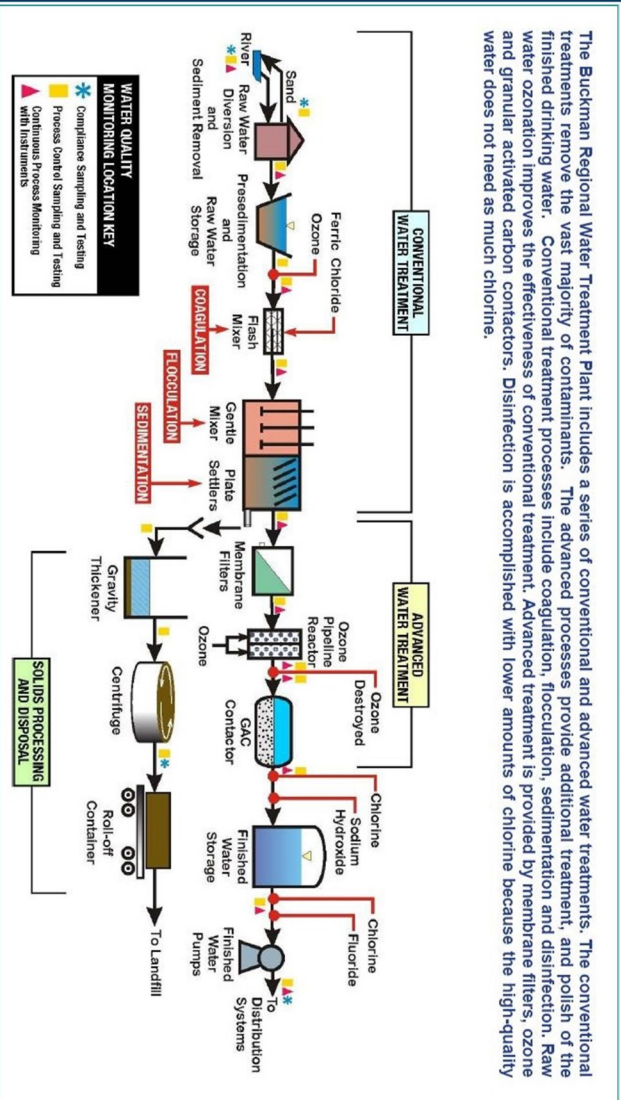 The Buckman Regional Water Treatment Plant includes a series of conventional and advanced water treatments. The conventional
treatments remove the vast majority of contaminants. The advanced processes provide additional treatment, and polish of the
finished drinking water. Conventional treatment processes include coagulation, flocculation, sedimentation and disinfection. Raw
water ozonation improves the effectiveness of conventional treatment. Advanced treatment is provided by membrane filters, ozone
and granular activated carbon contactors. Disinfection is accomplished with lower amounts of chlorine because the high-quality
water does not need as much chlorine.
CONVENTIONAL
WATER TREATMENT
ADVANCED
WATER TREATMENT
Ferric Chloride
Ozone
Ozone
Destroyed
Chlorine
Sodium
Hydroxide
Chlorine
Fluoride
Sand
River
Raw Water
Diversion
and
Sediment Removal
Presedimentation
and
Raw Water
Storage
Flash
Mixer
Gentle
Mixer
Plate
Settlers
Membrane
Filters
Ozone
Pipeline
Reactor
Ozone
GAC
Contactor
Finished
Water
Storage
Finished
Water
Pumps
To
Distribution
Systems
COAGULATION
FLOCCULATION
SEDIMENTATION
Gravity
Thickener
Centrifuge
Roll-off
Container
To Landfill
SOLIDS PROCESSING
AND DISPOSAL
WATER QUALITY
MONITORING LOCATION KEY
Compliance Sampling and Testing
Process Control Sampling and Testing
Continuous Process Monitoring
with Instruments